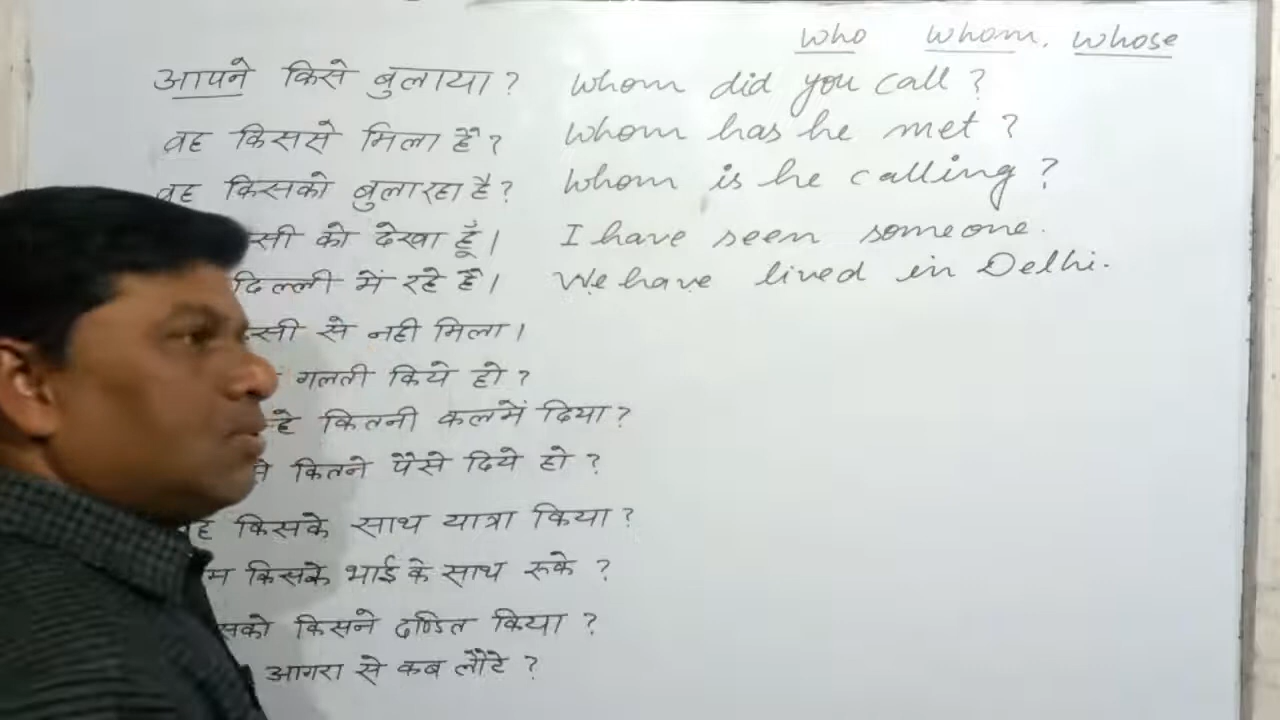 who whom. whose
आपने किसे बुलाया? Whom did you call?
वह किससे मिला है? Whom has he met?
वह किसको बुला रहा है? Whom is he calling?
को देखा हूँ। I have seen someone.
दिल्ली में रहे हैं। We have lived in Delhi.
से नही मिला।
गलती किये हो?
कितनी कलमें दिया?
कितने पैसे दिये हो?
किसके साथ यात्रा किया?
किसके भाई के साथ रुके?
किसने दण्डित किया?
आगरा से कब लौटे?